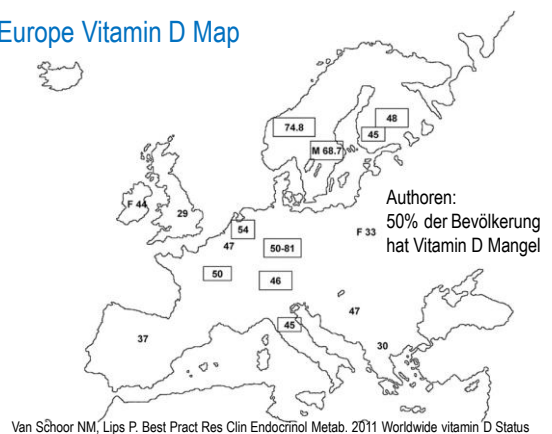 Europe Vitamin D Map
74.8
48
45
M 68.7
Authoren:
50% der Bevölkerung
hat Vitamin D Mangel
F 44
29
54
F 33
47
50-81
50
46
47
45
37
30
Van Schoor NM, Lips P. Best Pract Res Clin Endocrinol Metab. 2011 Worldwide vitamin D Status